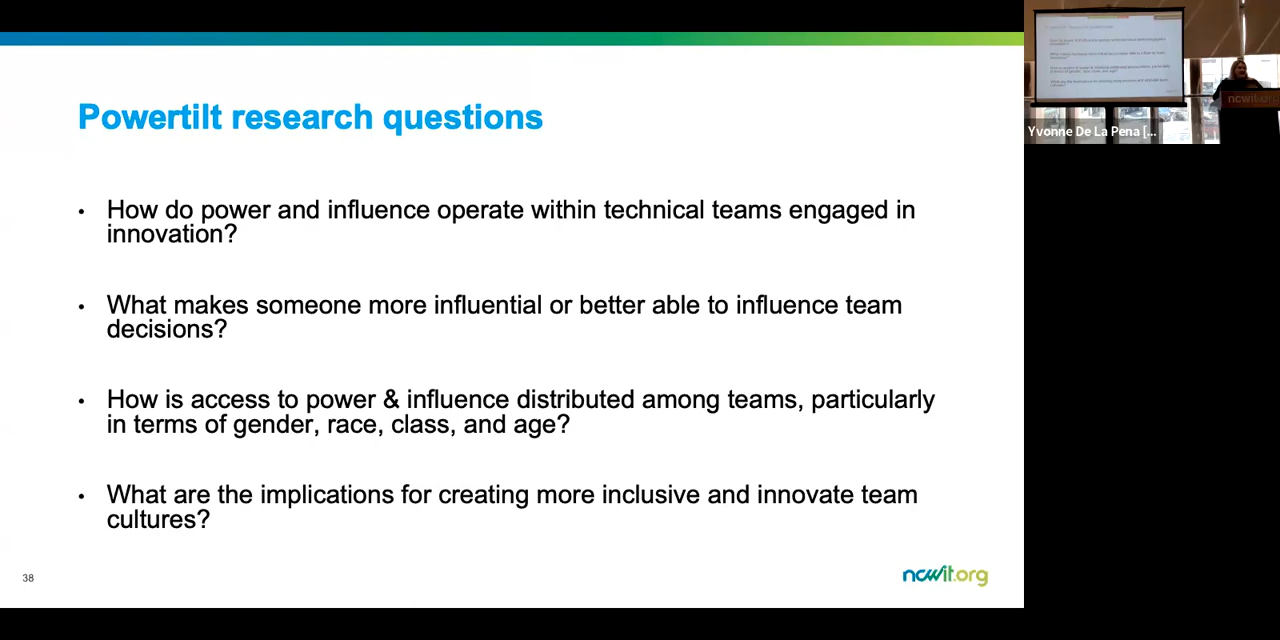 Powertilt research questions
• How do power and influence operate within technical teams engaged in
innovation?
• What makes someone more influential or better able to influence team
decisions?
• How is access to power & influence distributed among teams, particularly
in terms of gender, race, class, and age?
• What are the implications for creating more inclusive and innovate team
cultures?
38
ncwit.org
Yvonne De La Pena [...
ncwit.org